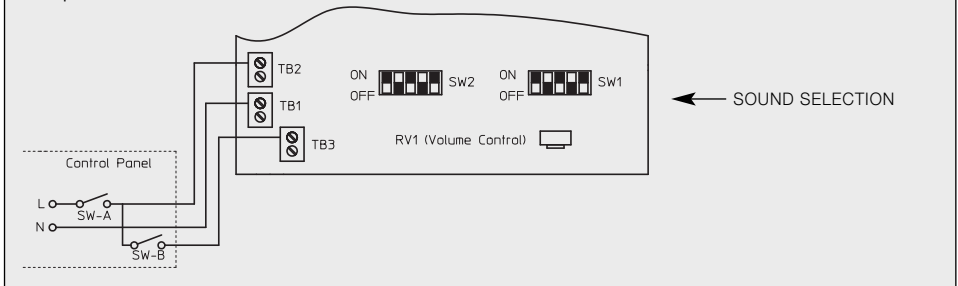 TB2
ON
OFF
SW2
ON
OFF
SW1
SOUND SELECTION
TB1
TB3
RV1 (Volume Control)
Control Panel
L
SW-A
N
SW-B